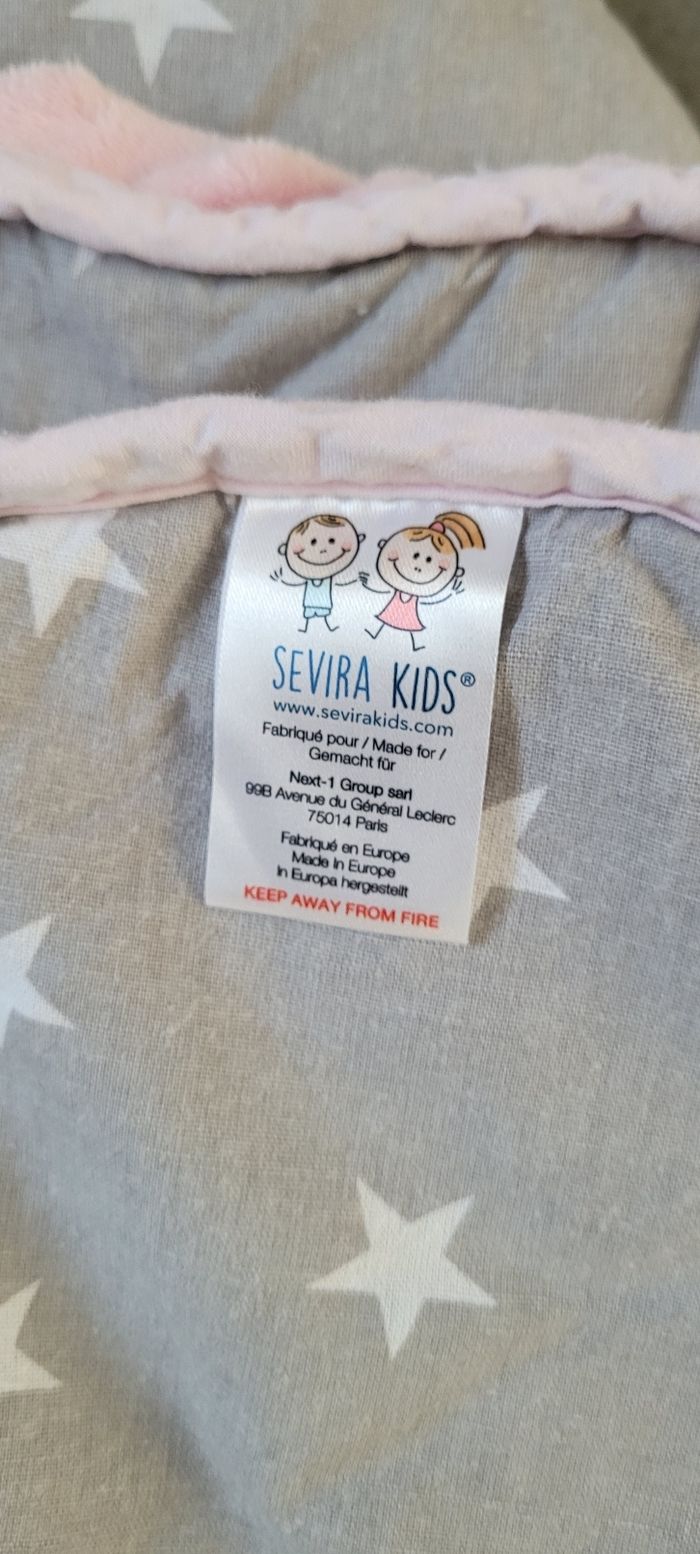 SEVIRA KIDS®
www.sevirakids.com
Fabriqué pour / Made for /
Gemacht für
Next-1 Group sarl
99B Avenue du Général Leclerc
75014 Paris
Fabriqué en Europe
Made in Europe
In Europa hergestellt
KEEP AWAY FROM FIRE